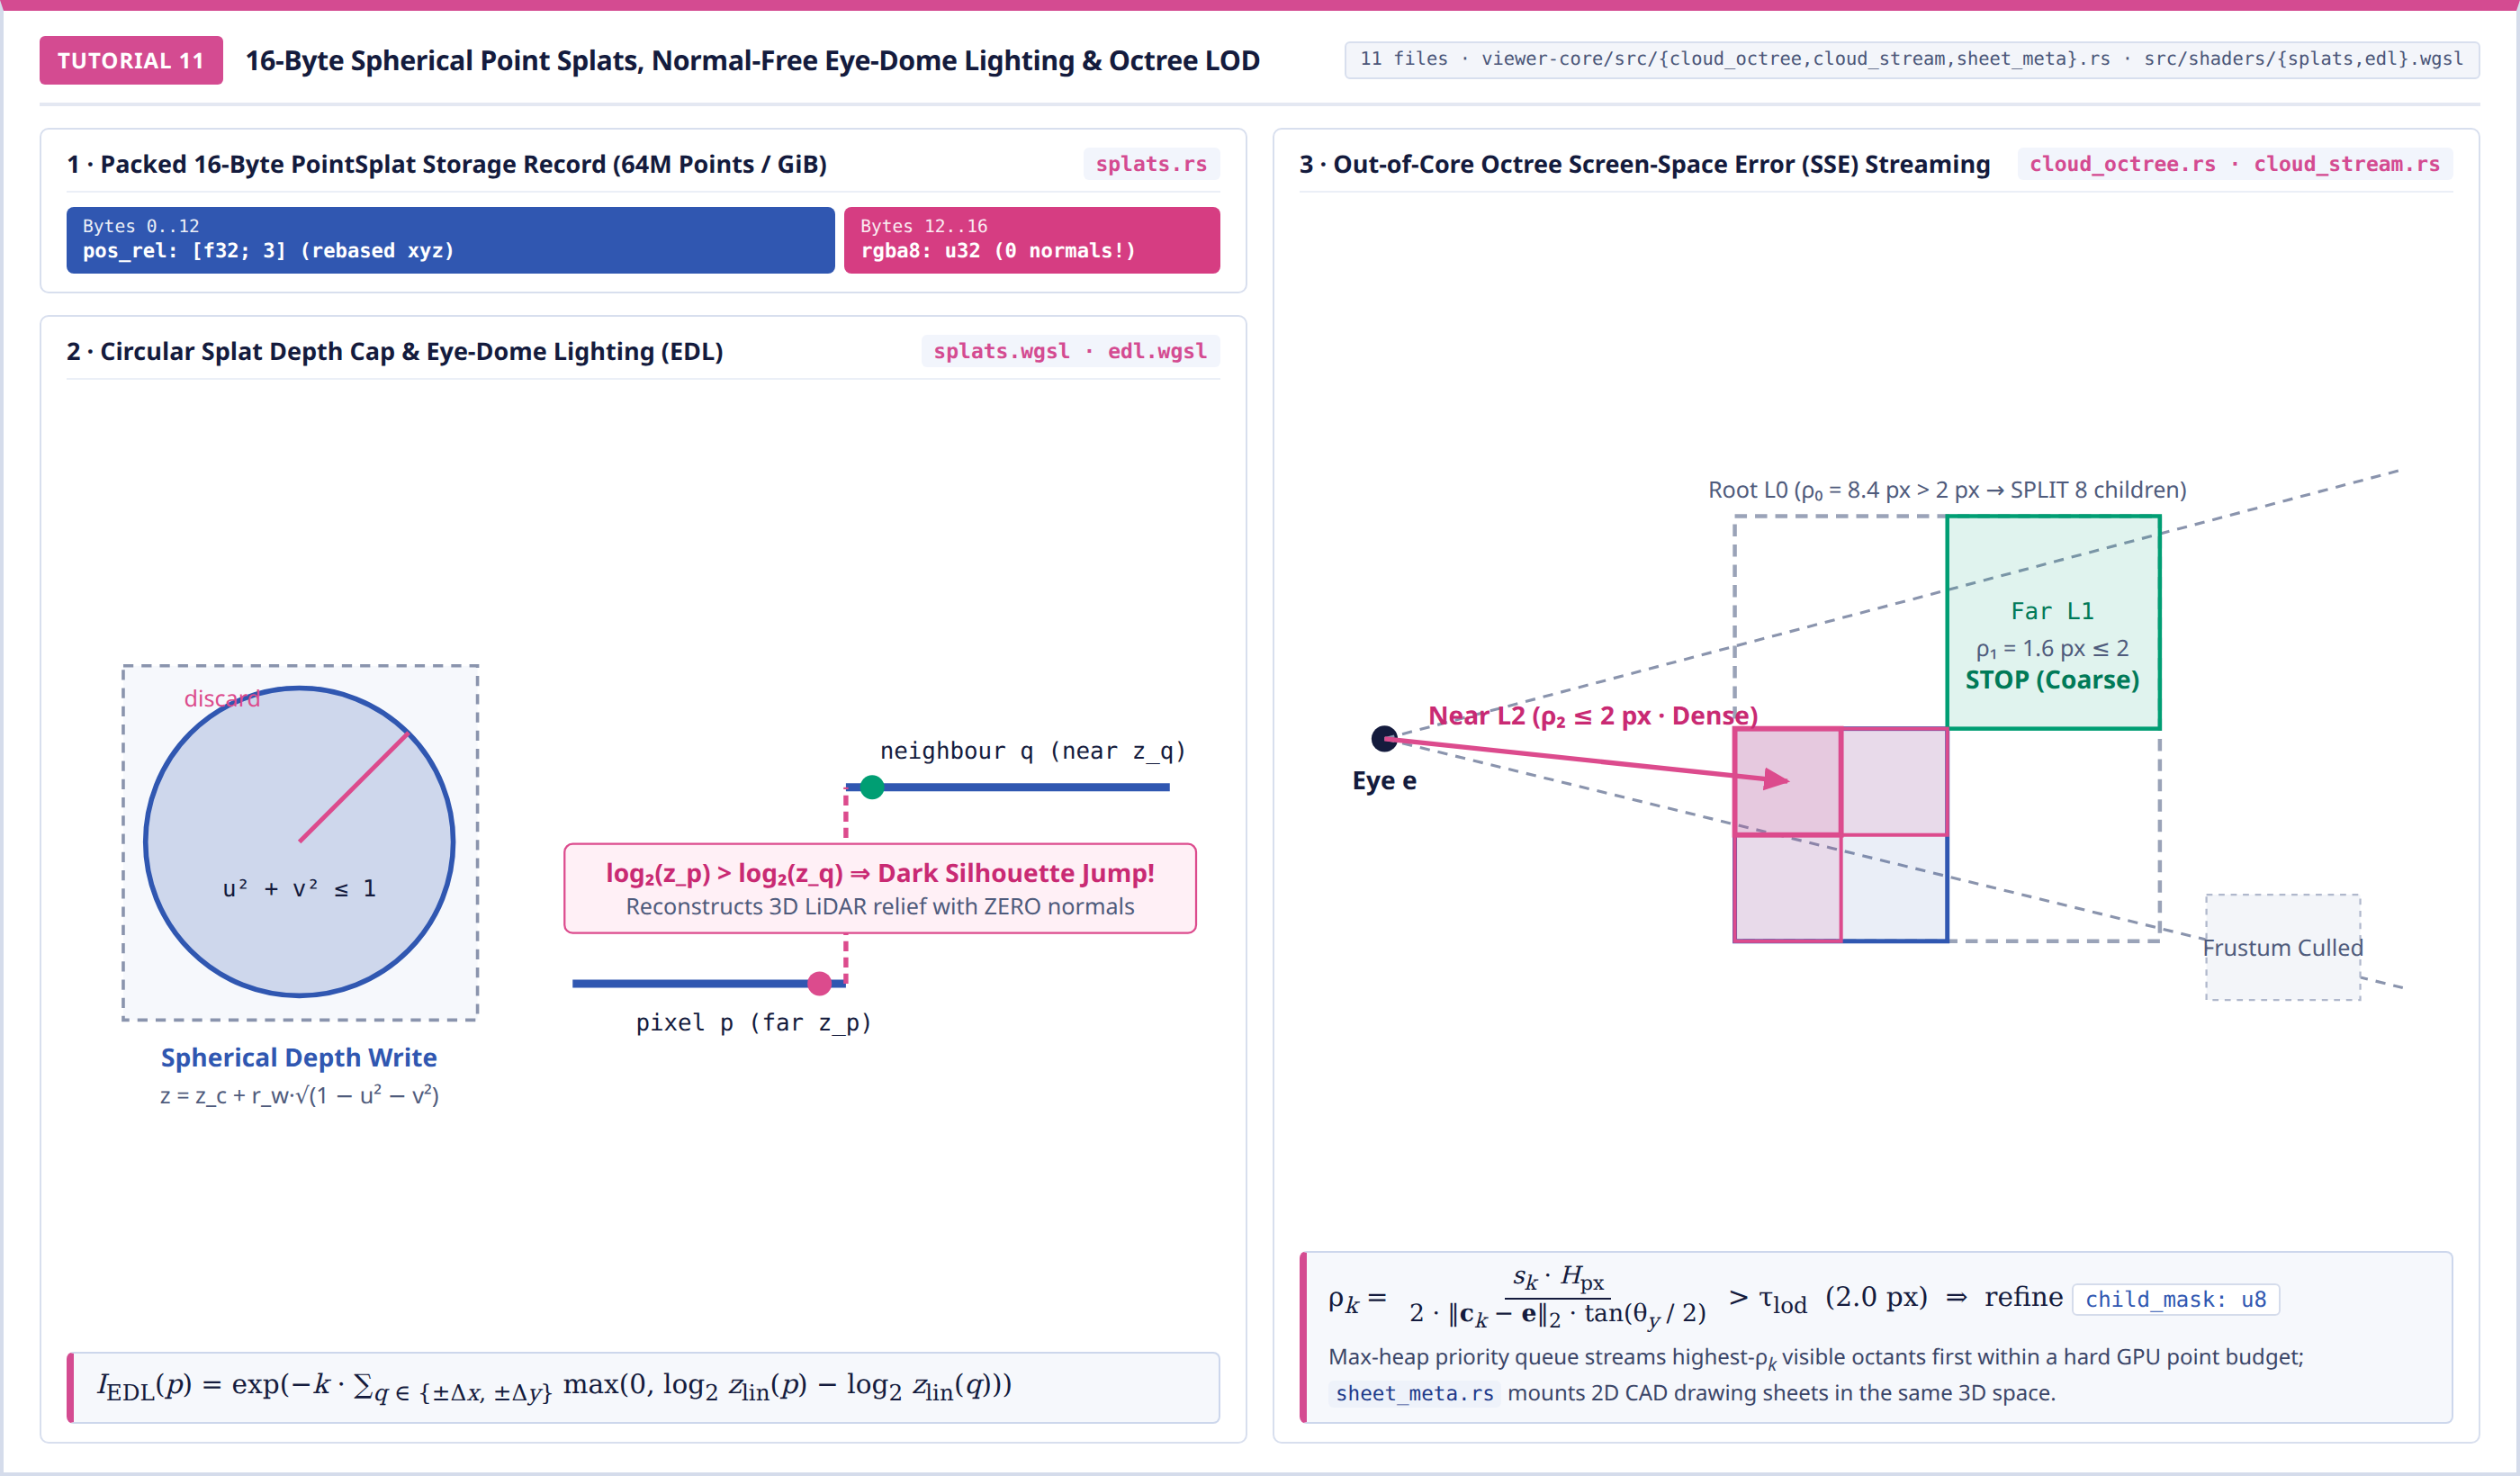 TUTORIAL 11
16-Byte Spherical Point Splats, Normal-Free Eye-Dome Lighting & Octree LOD
11 files · viewer-core/src/{cloud_octree,cloud_stream,sheet_meta}.rs · src/shaders/{splats,edl}.wgsl
1 · Packed 16-Byte PointSplat Storage Record (64M Points / GiB)
splats.rs
Bytes 0..12
pos_rel: [f32; 3] (rebased xyz)
Bytes 12..16
rgba8: u32 (0 normals!)
2 · Circular Splat Depth Cap & Eye-Dome Lighting (EDL)
splats.wgsl · edl.wgsl
discard
u² + v² ≤ 1
Spherical Depth Write
z = z_c + r_w·√(1 − u² − v²)
neighbour q (near z_q)
log₂(z_p) > log₂(z_q) ⇒ Dark Silhouette Jump!
Reconstructs 3D LiDAR relief with ZERO normals
pixel p (far z_p)
I_EDL(p) = exp(−k · ∑_q ∈ {±Δx, ±Δy} max(0, log₂ z_lin(p) − log₂ z_lin(q)))
3 · Out-of-Core Octree Screen-Space Error (SSE) Streaming
cloud_octree.rs · cloud_stream.rs
Root L0 (ρ₀ = 8.4 px > 2 px → SPLIT 8 children)
Far L1
ρ₁ = 1.6 px ≤ 2
STOP (Coarse)
Near L2 (ρ₂ ≤ 2 px · Dense)
Eye e
Frustum Culled
ρ_k = s_k · H_px / 2 · ‖c_k − e‖₂ · tan(θ_y / 2) > τ_lod (2.0 px) ⇒ refine child_mask: u8
Max-heap priority queue streams highest-ρ_k visible octants first within a hard GPU point budget;
sheet_meta.rs mounts 2D CAD drawing sheets in the same 3D space.